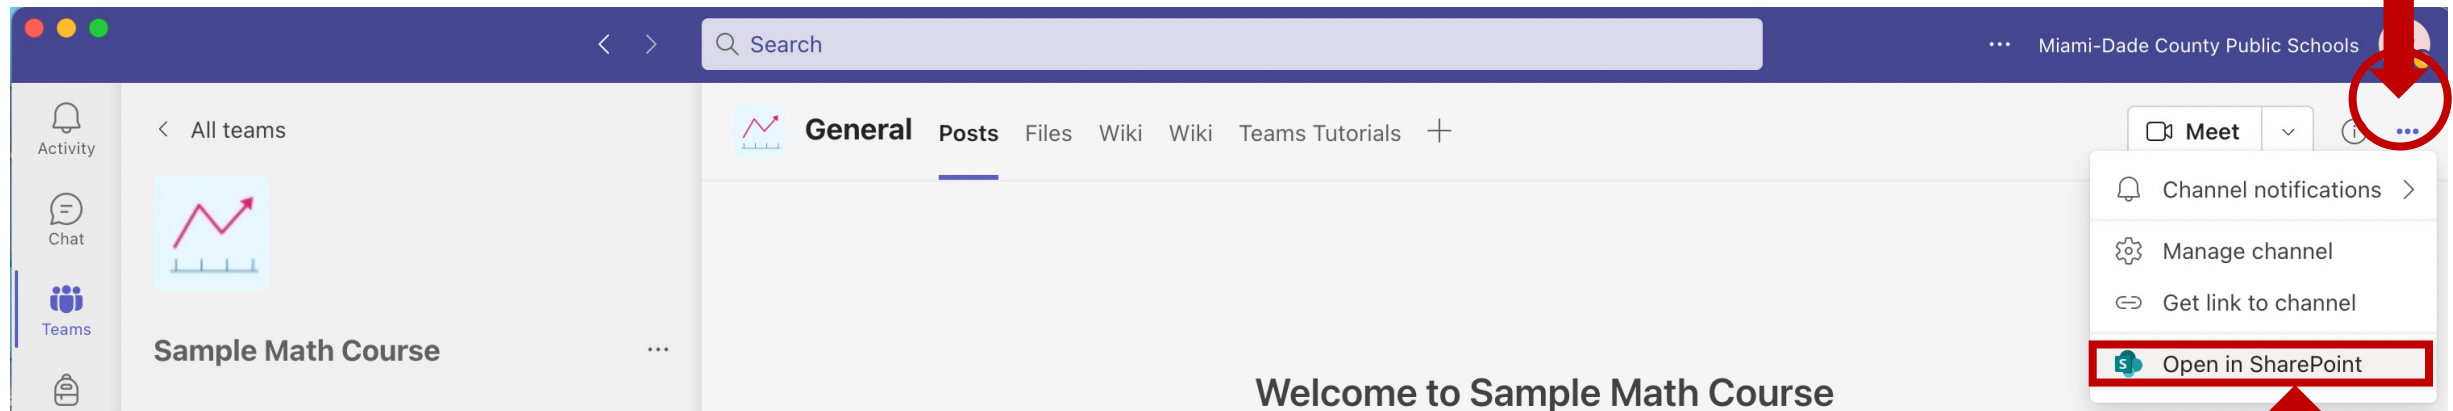 Search
Miami-Dade County Public Schools
Activity
Chat
Teams
All teams
Sample Math Course
General Posts Files Wiki Wiki Teams Tutorials
Meet
Channel notifications
Manage channel
Get link to channel
S Open in SharePoint
Welcome to Sample Math Course